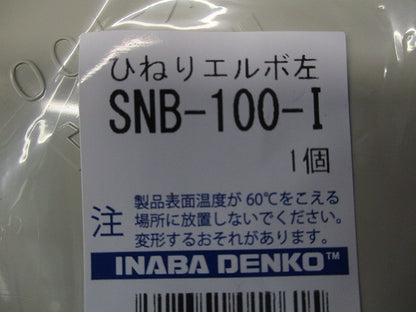 ひねりエルボ左
SNB-100-I
1個
注
製品表面温度が 60℃をこえる
場所に放置しないでください。
変形するおそれがあります。
INABA DENKO™